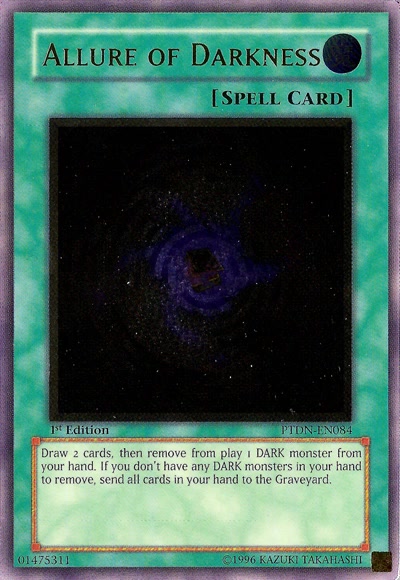 Allure of Darkness
[Spell Card]
1st Edition
PTDN-EN084
Draw 2 cards, then remove from play 1 DARK monster from
your hand. If you don't have any DARK monsters in your hand
to remove, send all cards in your hand to the Graveyard.
01475311
©1996 KAZUKI TAKAHASHI